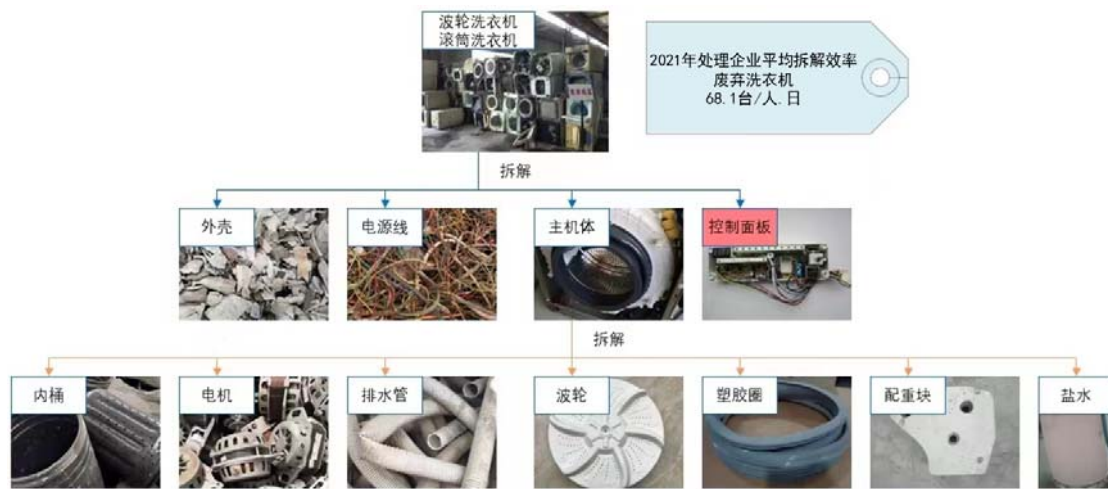 波轮洗衣机
滚筒洗衣机
2021年处理企业平均拆解效率
废弃洗衣机
68.1台/人.日
拆解
外壳
电源线
主机体
控制面板
拆解
内桶
电机
排水管
波轮
塑胶圈
配重块
盐水